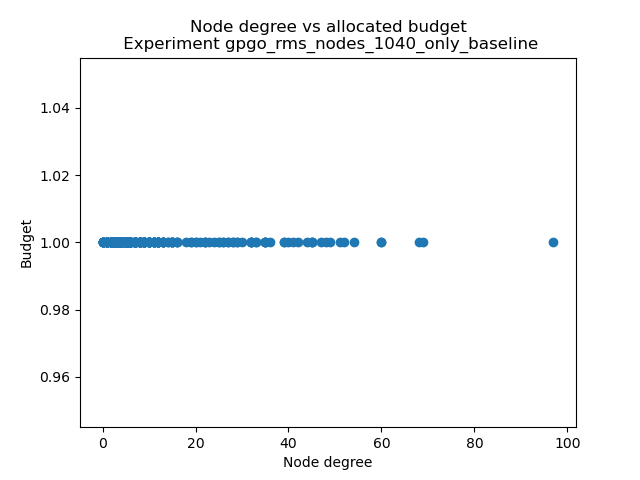 Node degree vs allocated budget
Experiment gpgo_rms_nodes_1040_only_baseline
1.04
1.02
1.00
0.98
0.96
Budget
0
20
40
60
80
100
Node degree